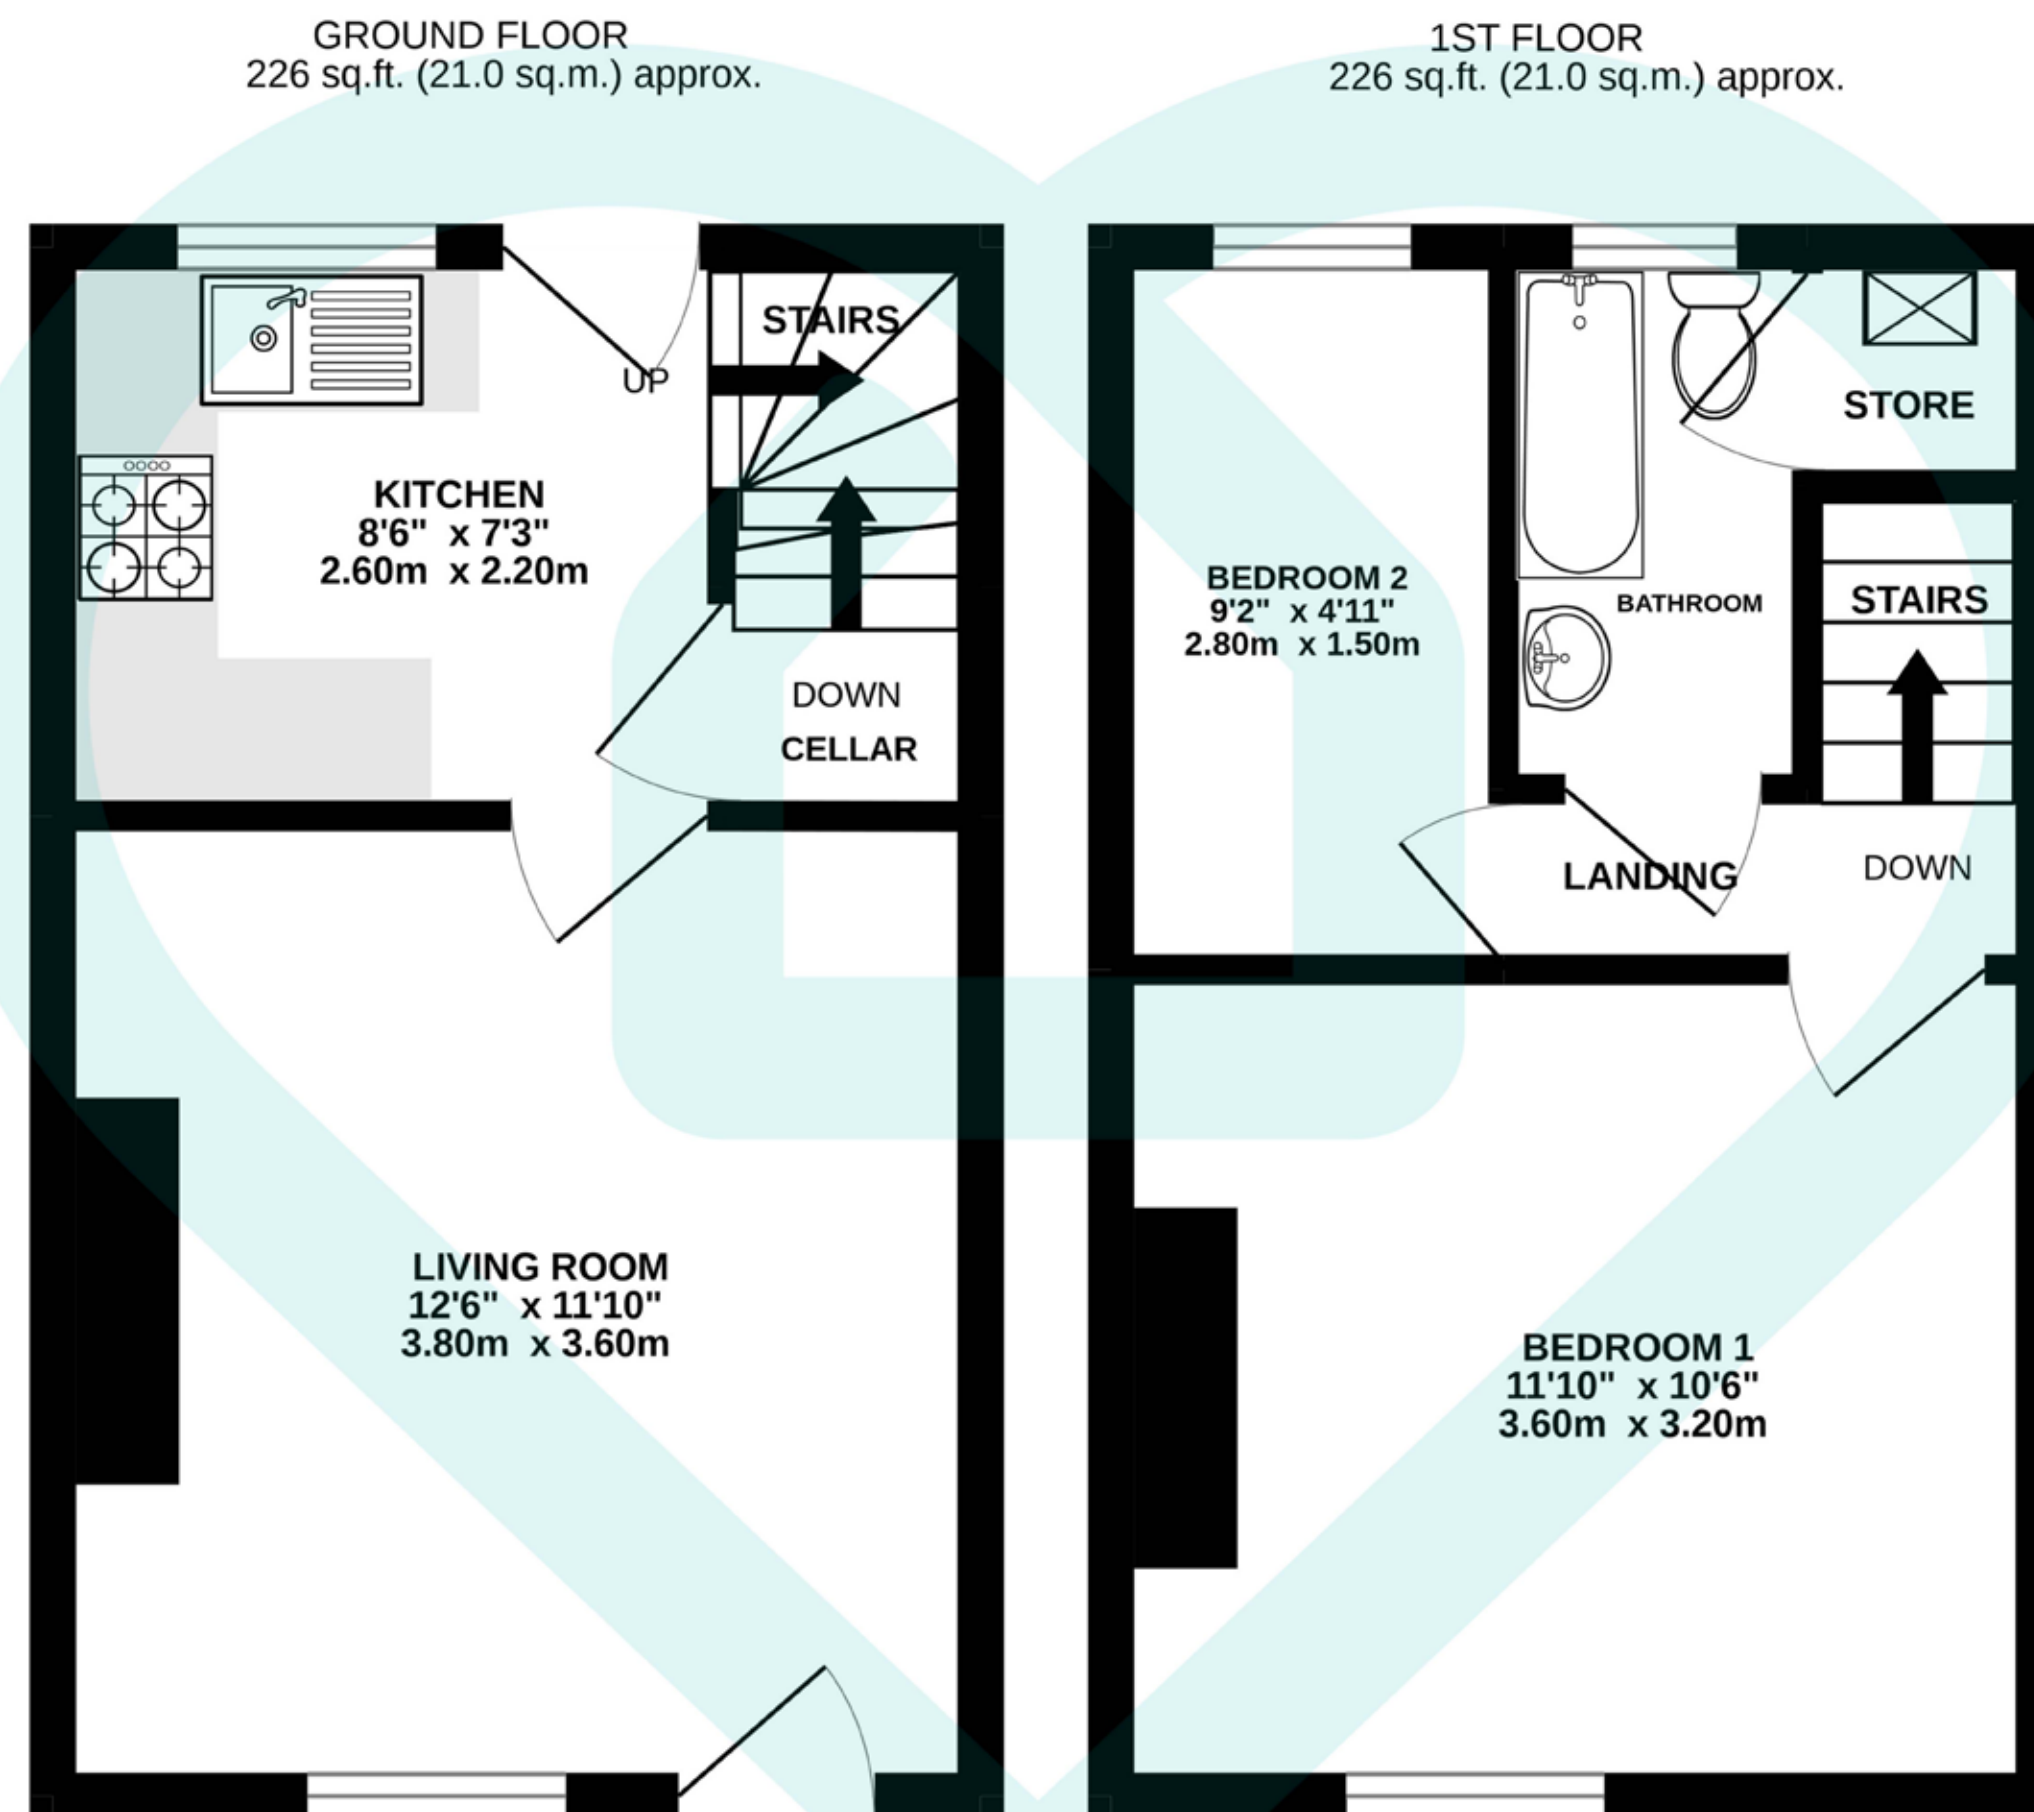 GROUND FLOOR
226 sq.ft. (21.0 sq.m.) approx.
STAIRS
UP
KITCHEN
8'6" x 7'3"
2.60m x 2.20m
DOWN
CELLAR
LIVING ROOM
12'6" x 11'10"
3.80m x 3.60m
1ST FLOOR
226 sq.ft. (21.0 sq.m.) approx.
STORE
BEDROOM 2
9'2" x 4'11"
2.80m x 1.50m
BATHROOM
STAIRS
LANDING
DOWN
BEDROOM 1
11'10" x 10'6"
3.60m x 3.20m